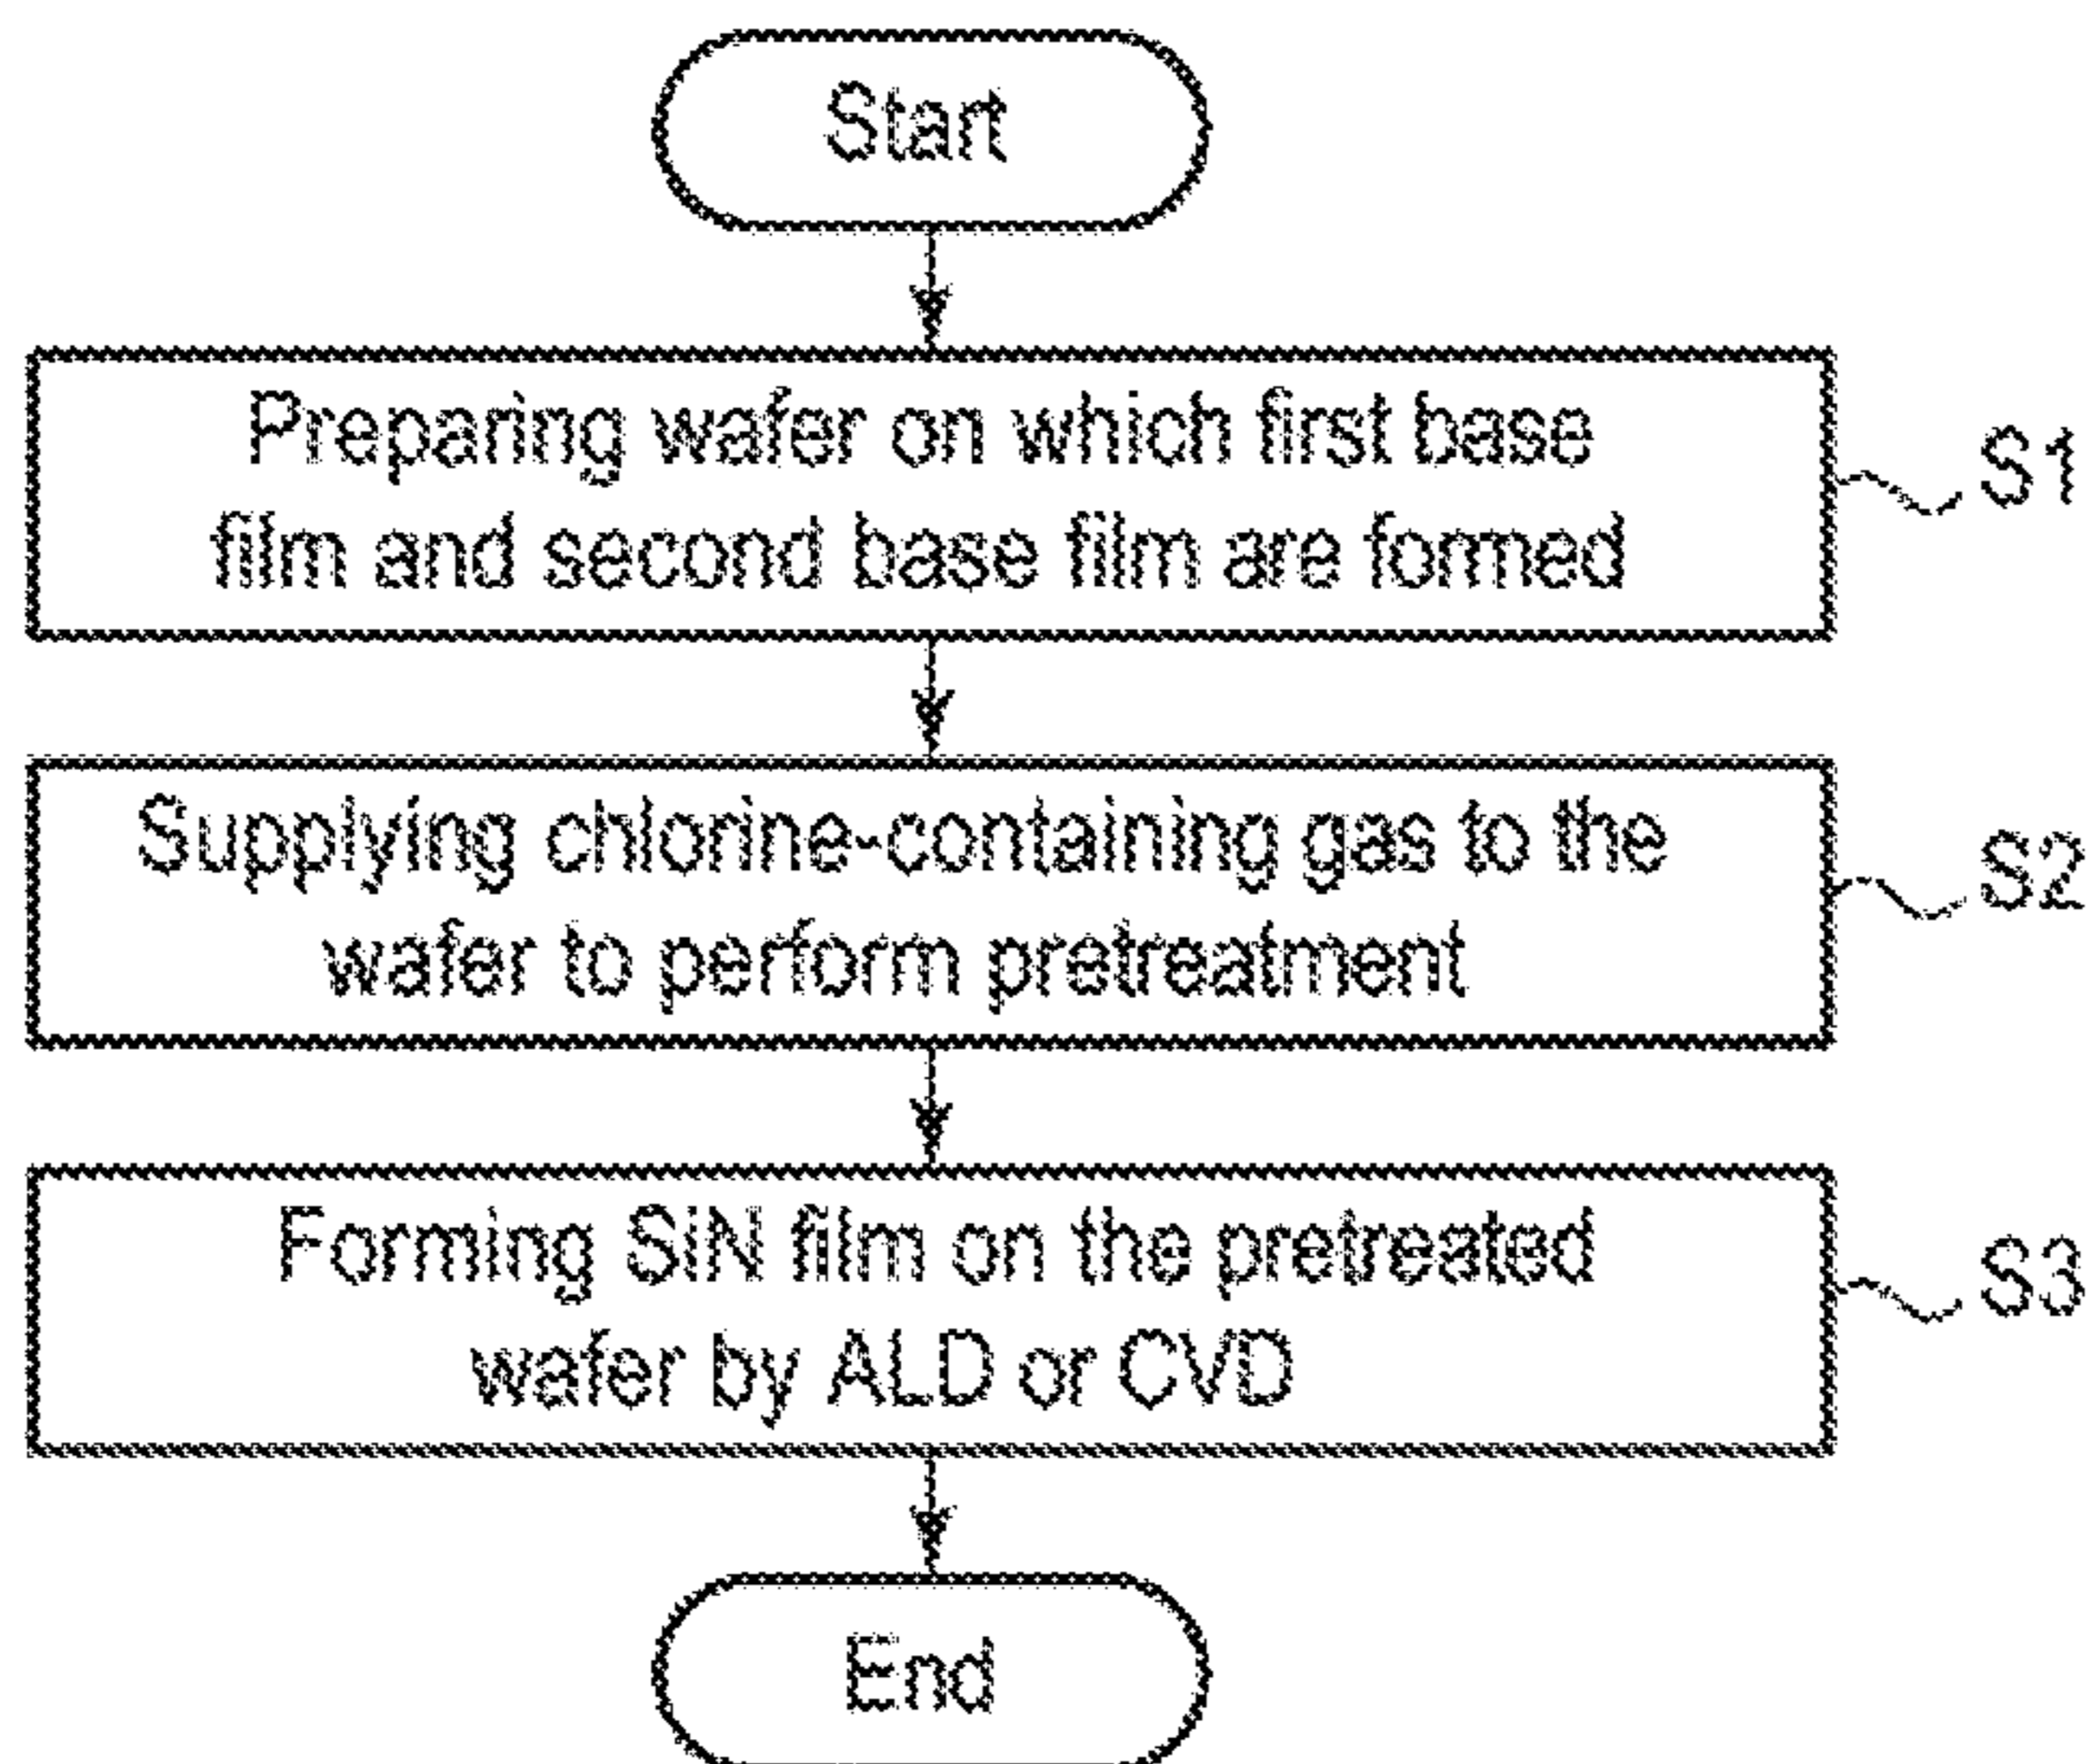 Start
Preparing wafer on which first base
film and second base film are formed
S1
Supplying chlorine-containing gas to the
wafer to perform pretreatment
S2
Forming SiN film on the pretreated
wafer by ALD or CVD
S3
End